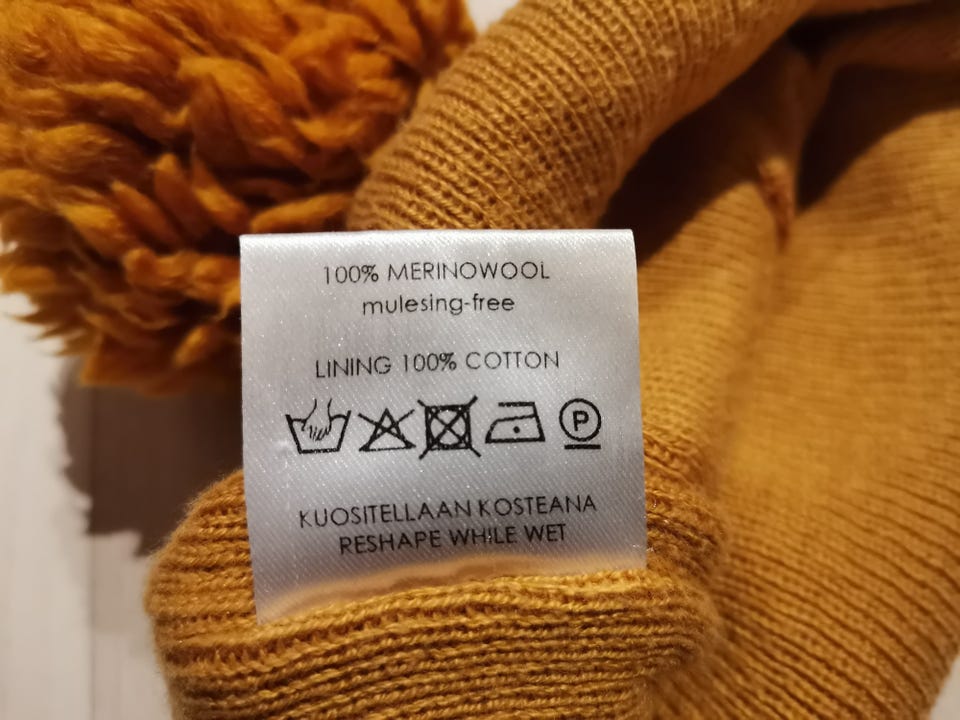 100% MERINOWOOL
mulesing-free
LINING 100% COTTON
P
KUOSITELLAAN KOSTEANA
RESHAPE WHILE WET